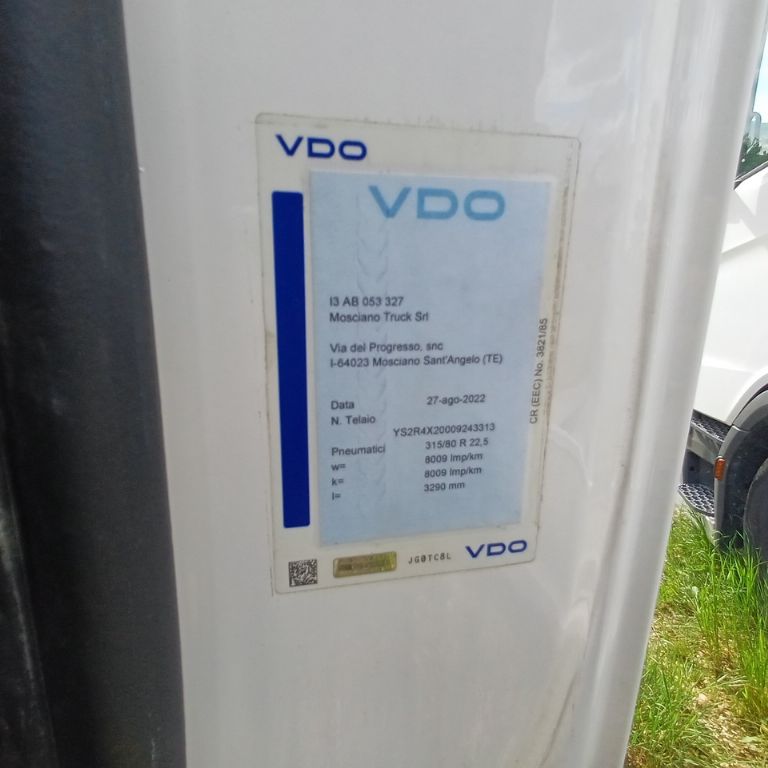 VDO
VDO
I3 AB 053 327
Mosciano Truck Srl
Via del Progresso, snc
I-64023 Mosciano Sant'Angelo (TE)
Data 27-ago-2022
N. Telaio
YS2R4X20009243313
Pneumatici 315/80 R 22,5
w= 8009 Imp/km
k= 8009 Imp/km
l= 3290 mm
CR (EEC) No. 3821/85
JG0TC8L
VDO